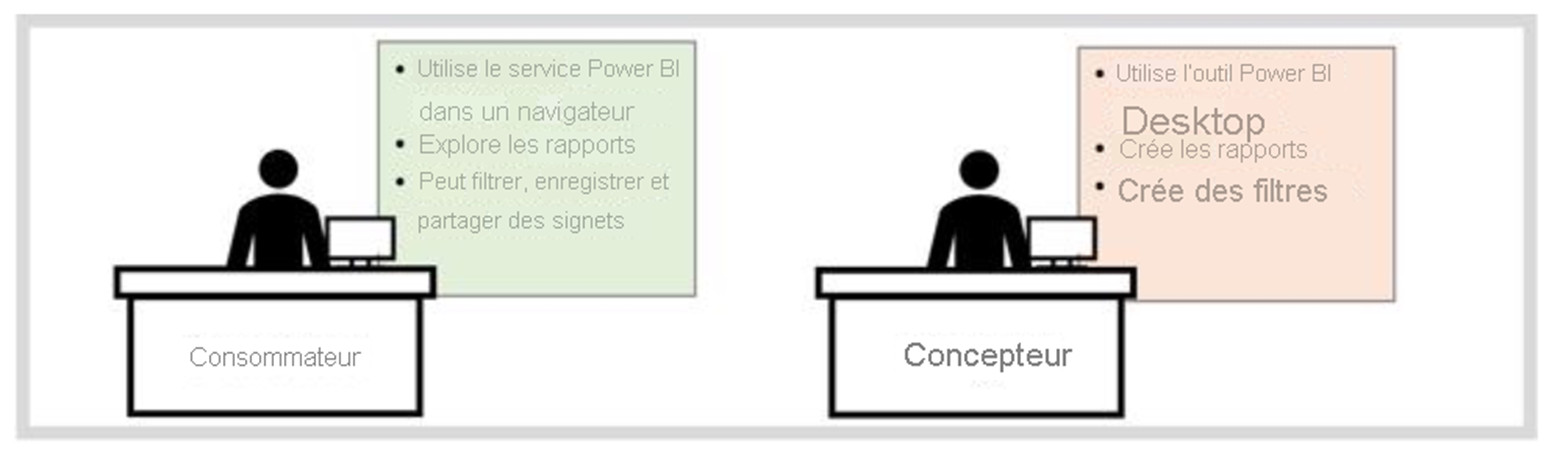 • Utilise le service Power BI
dans un navigateur
• Explore les rapports
• Peut filtrer, enregistrer et
partager des signets
Consommateur
• Utilise l'outil Power BI
Desktop
• Crée les rapports
• Crée des filtres
Concepteur